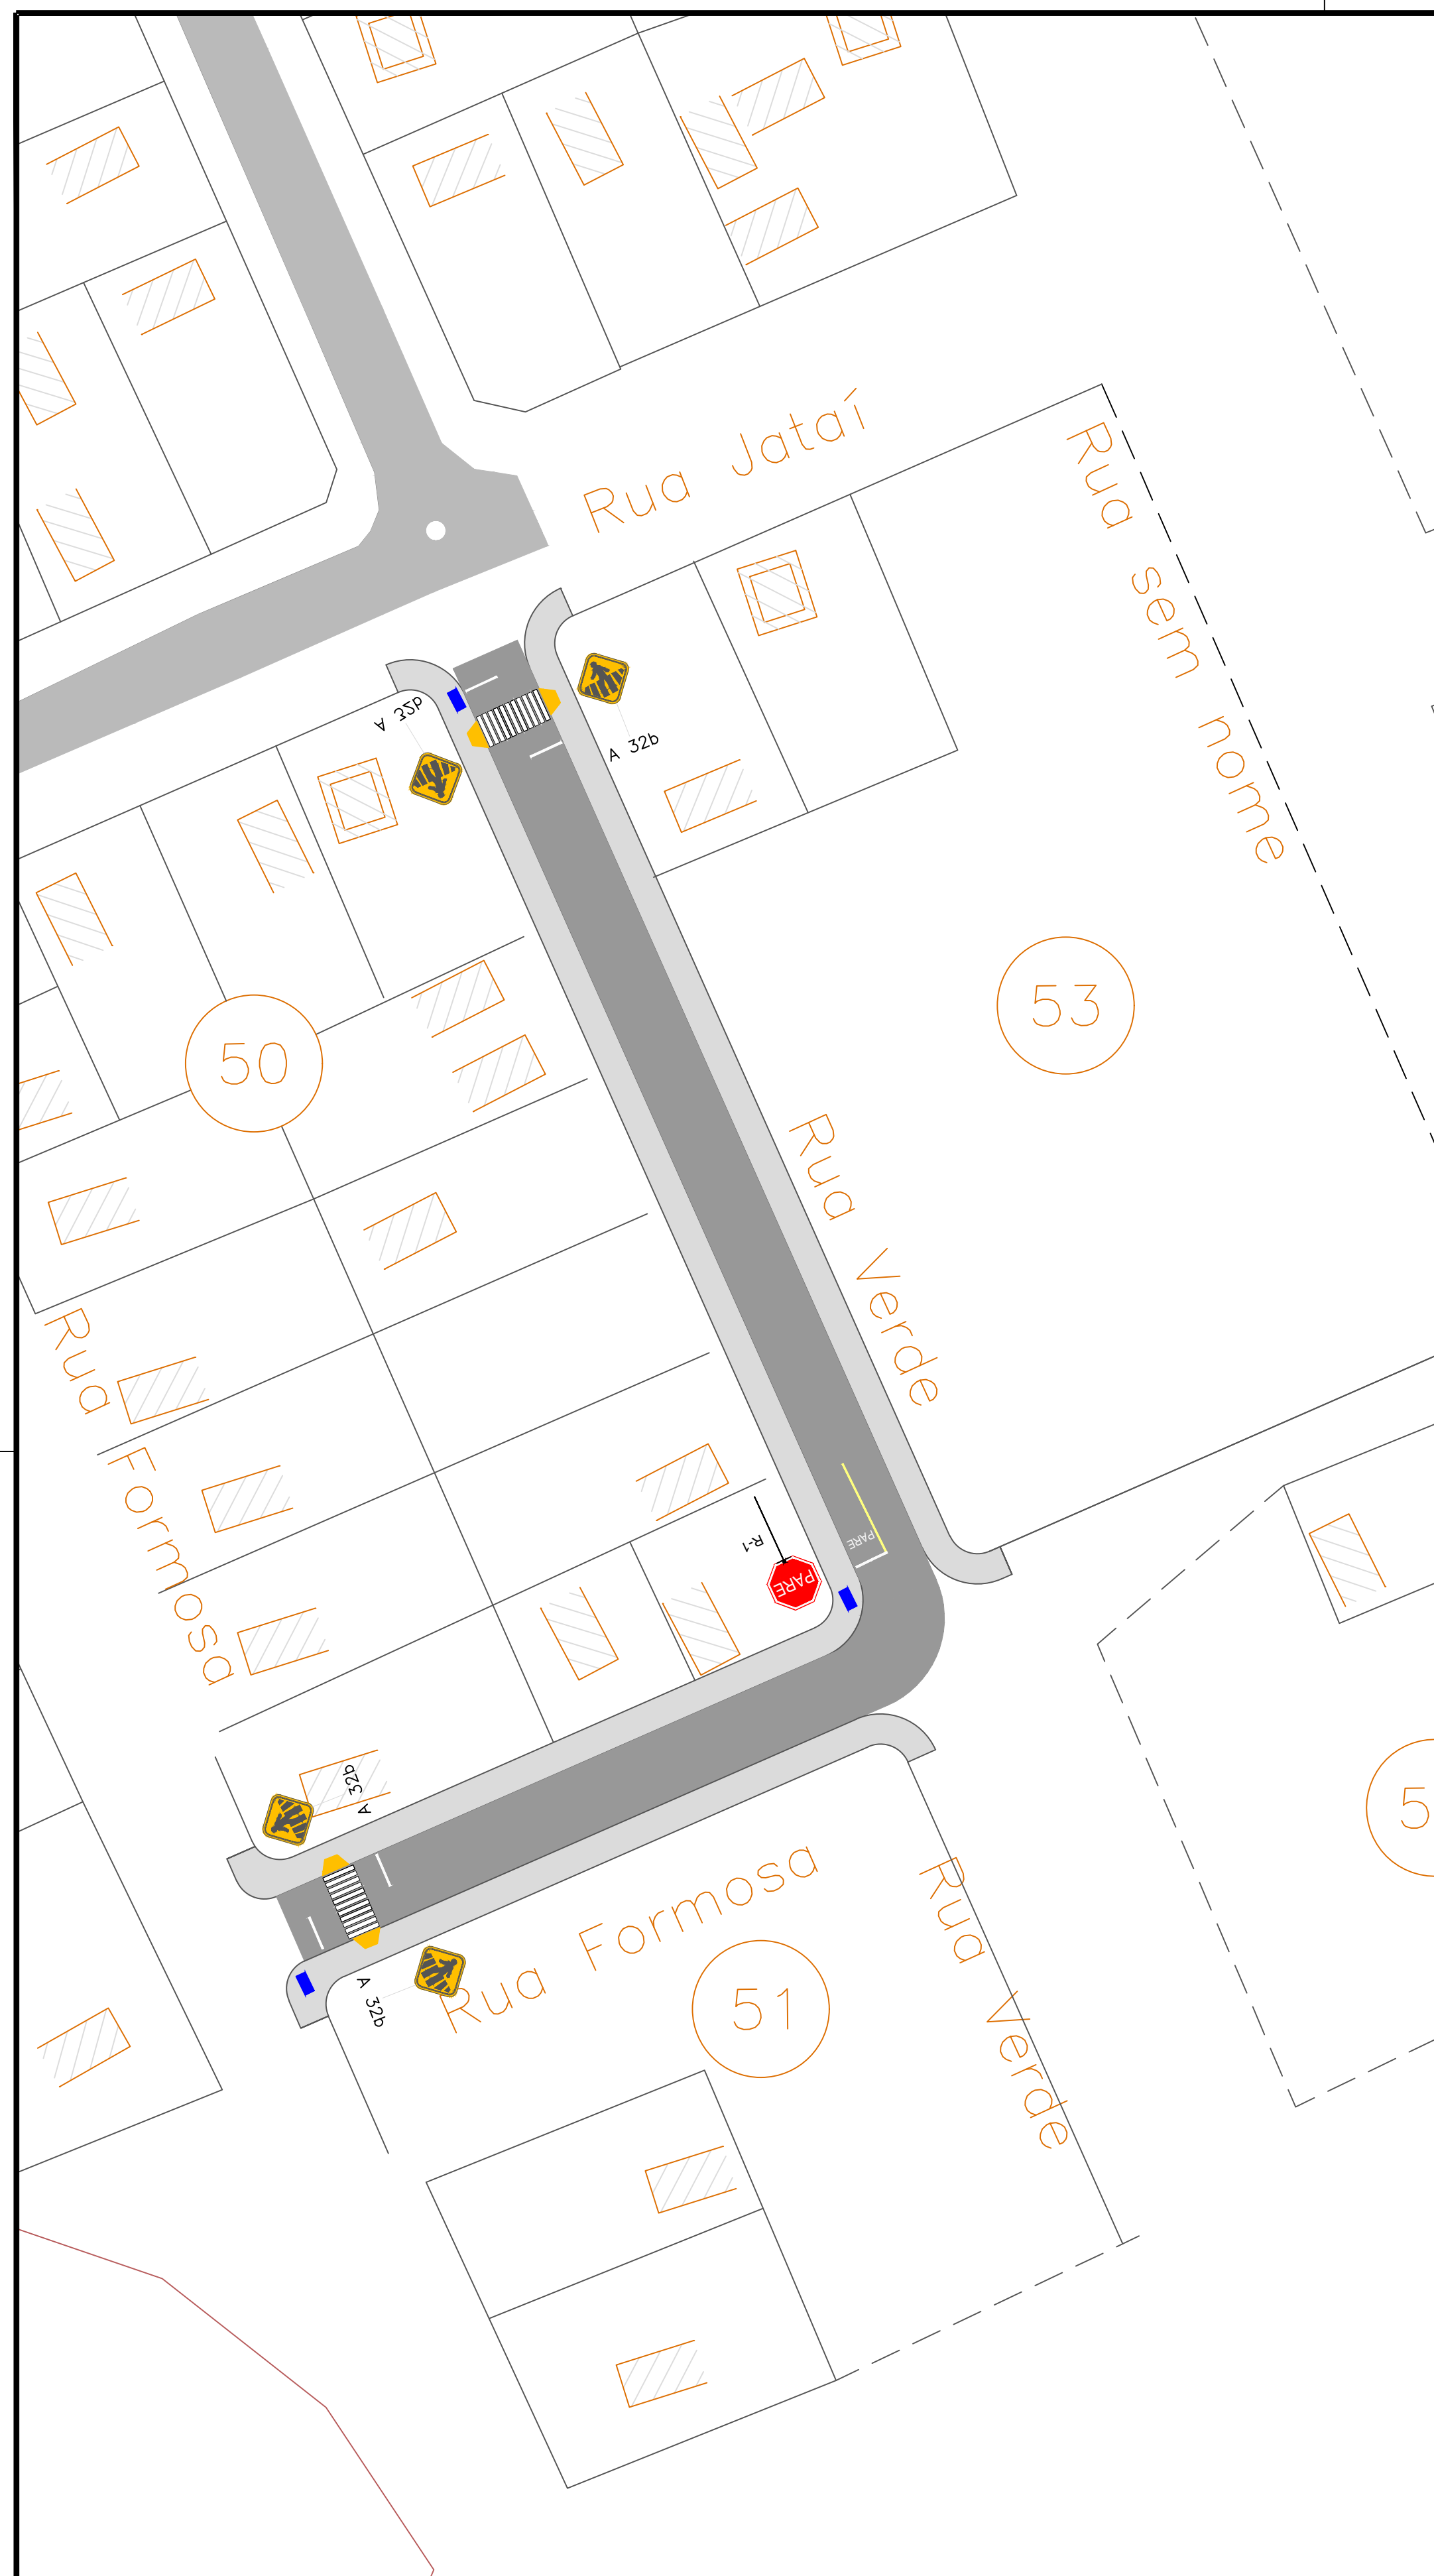 Rua Jataí
Rua sem nome
A 32b
A 32b
53
50
Rua Verde
Rua Formosa
R-1
PARE
PARE
A 32b
A 32b
Rua Formosa
Rua Verde
51
5